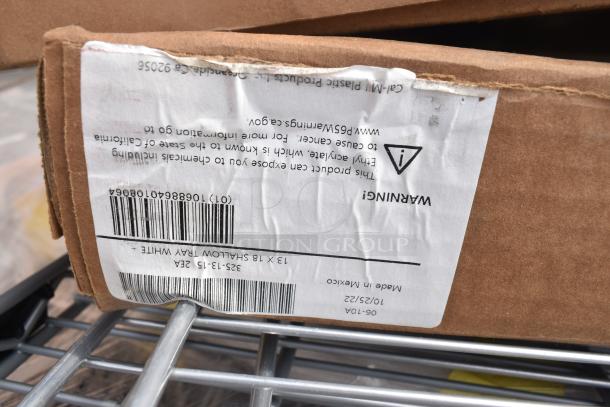 06-10A
10/25/22
Made in Mexico
325-13-15 2EA
13 X 18 SHALLOW TRAY WHITE -
(01) 10688640108064
WARNING!
This product can expose you to chemicals including
Ethyl acrylate, which is known to the State of California
to cause cancer. For more information go to
www.P65Warnings.ca.gov.
Cal-Mil Plastic Products Oceanside, Ca 92056
PCI
AUCTION GROUP